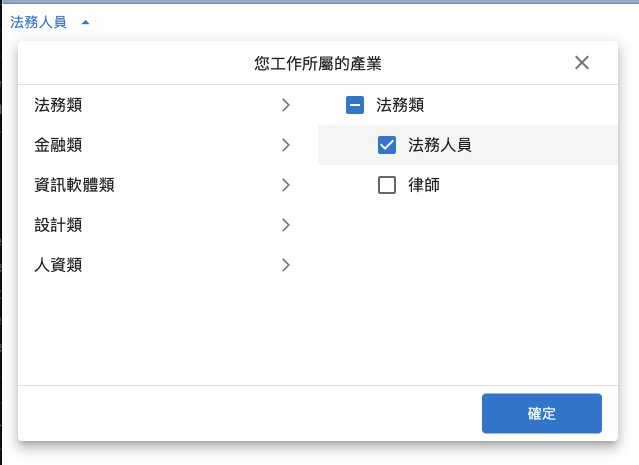 法務人員
您工作所屬的產業
法務類
金融類
資訊軟體類
設計類
人資類
法務類
法務人員
律師
確定